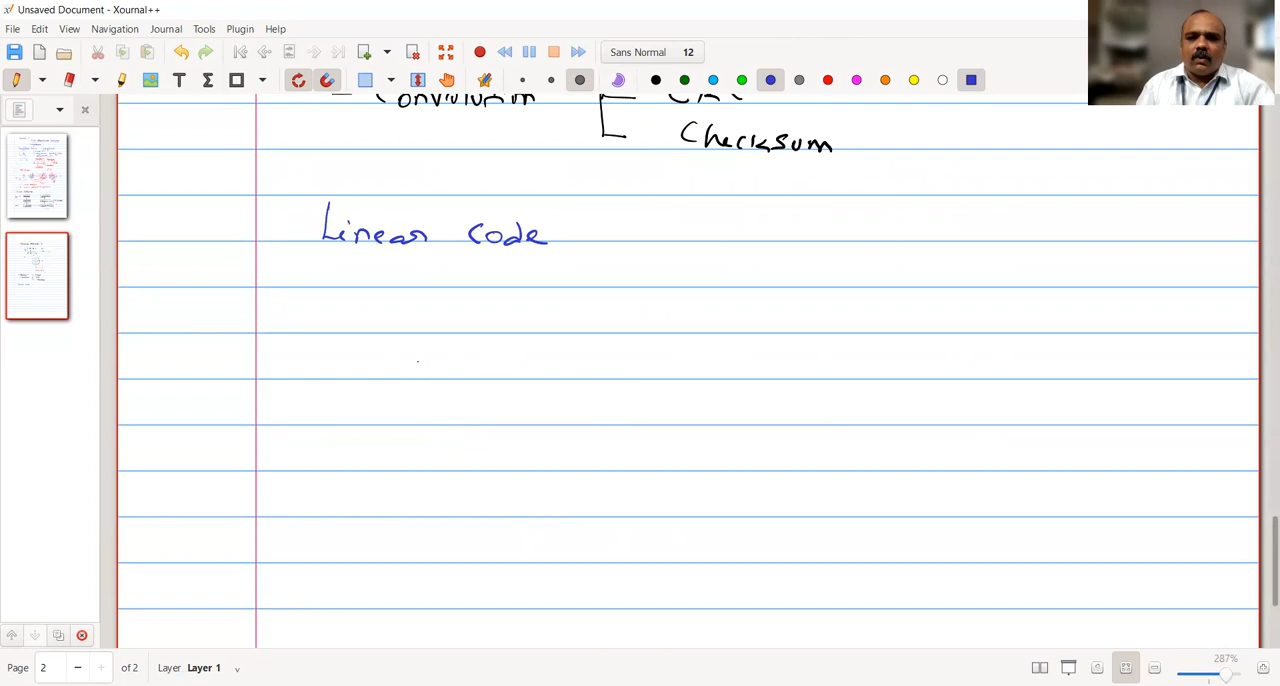 Unsaved Document - Xournal++
File Edit View Navigation Journal Tools Plugin Help
Sans Normal 12
Checksum
Linear code
Page 2 of 2 Layer Layer 1
287%